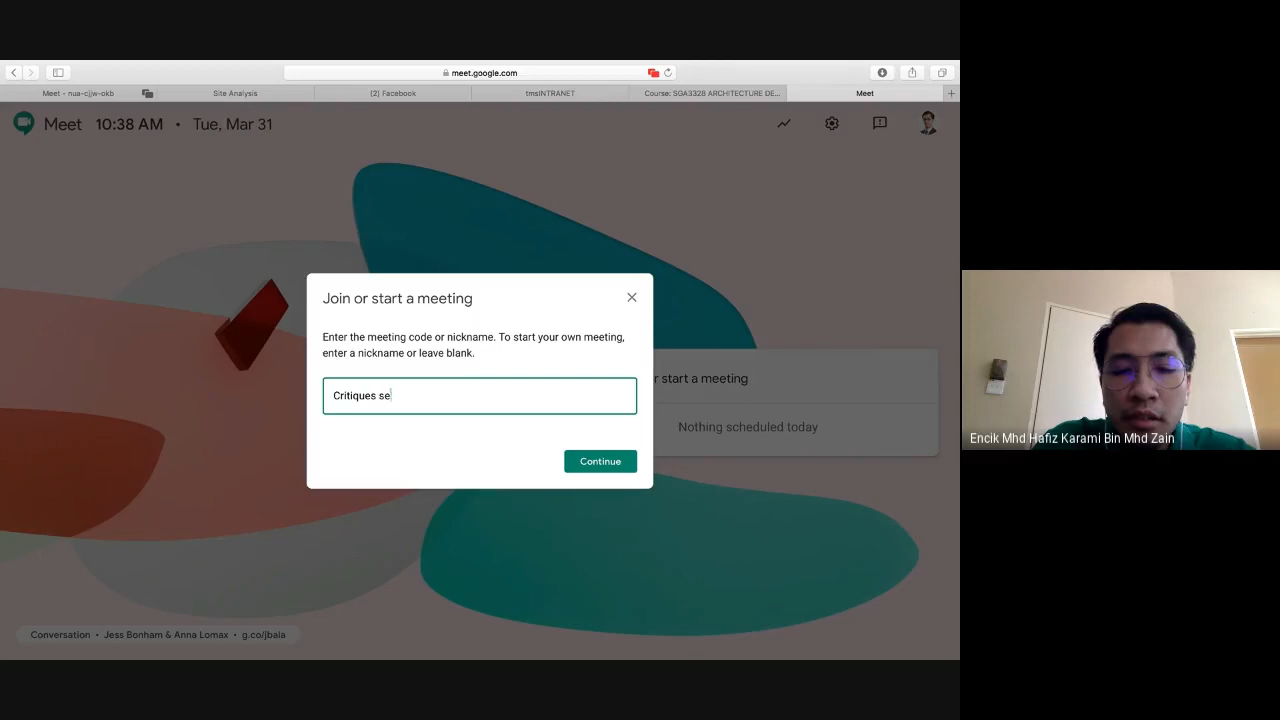 meet.google.com
Meet - nua-cjjw-okb
Site Analysis
(2) Facebook
tmsINTRANET
Course: SGA3328 ARCHITECTURE DE...
Meet
Meet 10:38 AM • Tue, Mar 31
Join or start a meeting
Enter the meeting code or nickname. To start your own meeting,
enter a nickname or leave blank.
Critiques se
Continue
r start a meeting
Nothing scheduled today
Encik Mhd Hafiz Karami Bin Mhd Zain
Conversation • Jess Bonham & Anna Lomax • g.co/jbala